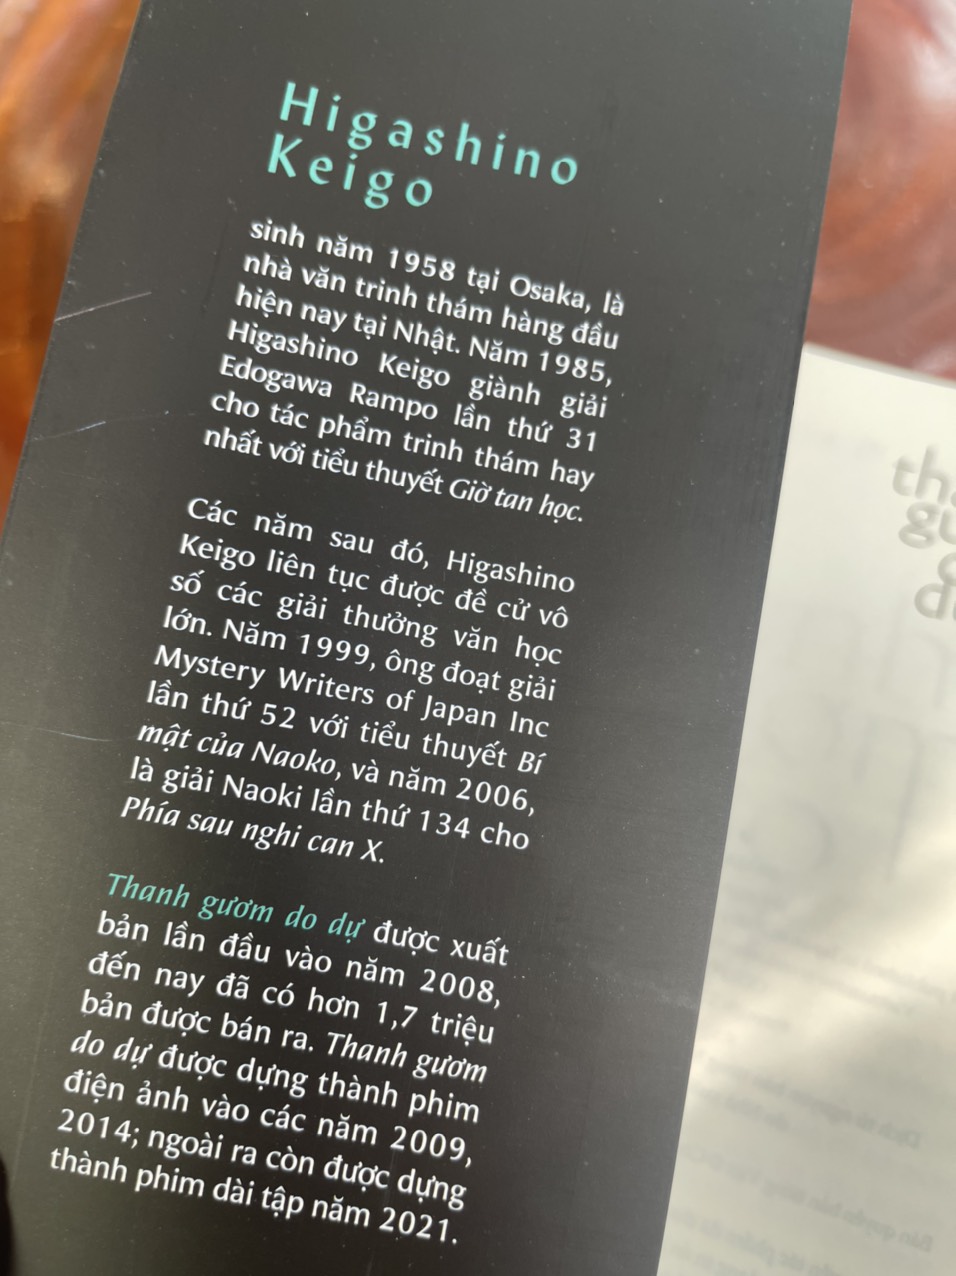 Higashino
Keigo
sinh năm 1958 tại Osaka, là
nhà văn trinh thám hàng đầu
hiện nay tại Nhật. Năm 1985,
Higashino Keigo giành giải
Edogawa Rampo lần thứ 31
cho tác phẩm trinh thám hay
nhất với tiểu thuyết Giờ tan học.
Các năm sau đó, Higashino
Keigo liên tục được đề cử vô
số các giải thưởng văn học
lớn. Năm 1999, ông đoạt giải
Mystery Writers of Japan Inc
lần thứ 52 với tiểu thuyết Bí
mật của Naoko, và năm 2006,
là giải Naoki lần thứ 134 cho
Phía sau nghi can X.
Thanh gươm do dự được xuất
bản lần đầu vào năm 2008,
đến nay đã có hơn 1,7 triệu
bản được bán ra. Thanh gươm
do dự được dựng thành phim
điện ảnh vào các năm 2009,
2014; ngoài ra còn được dựng
thành phim dài tập năm 2021.